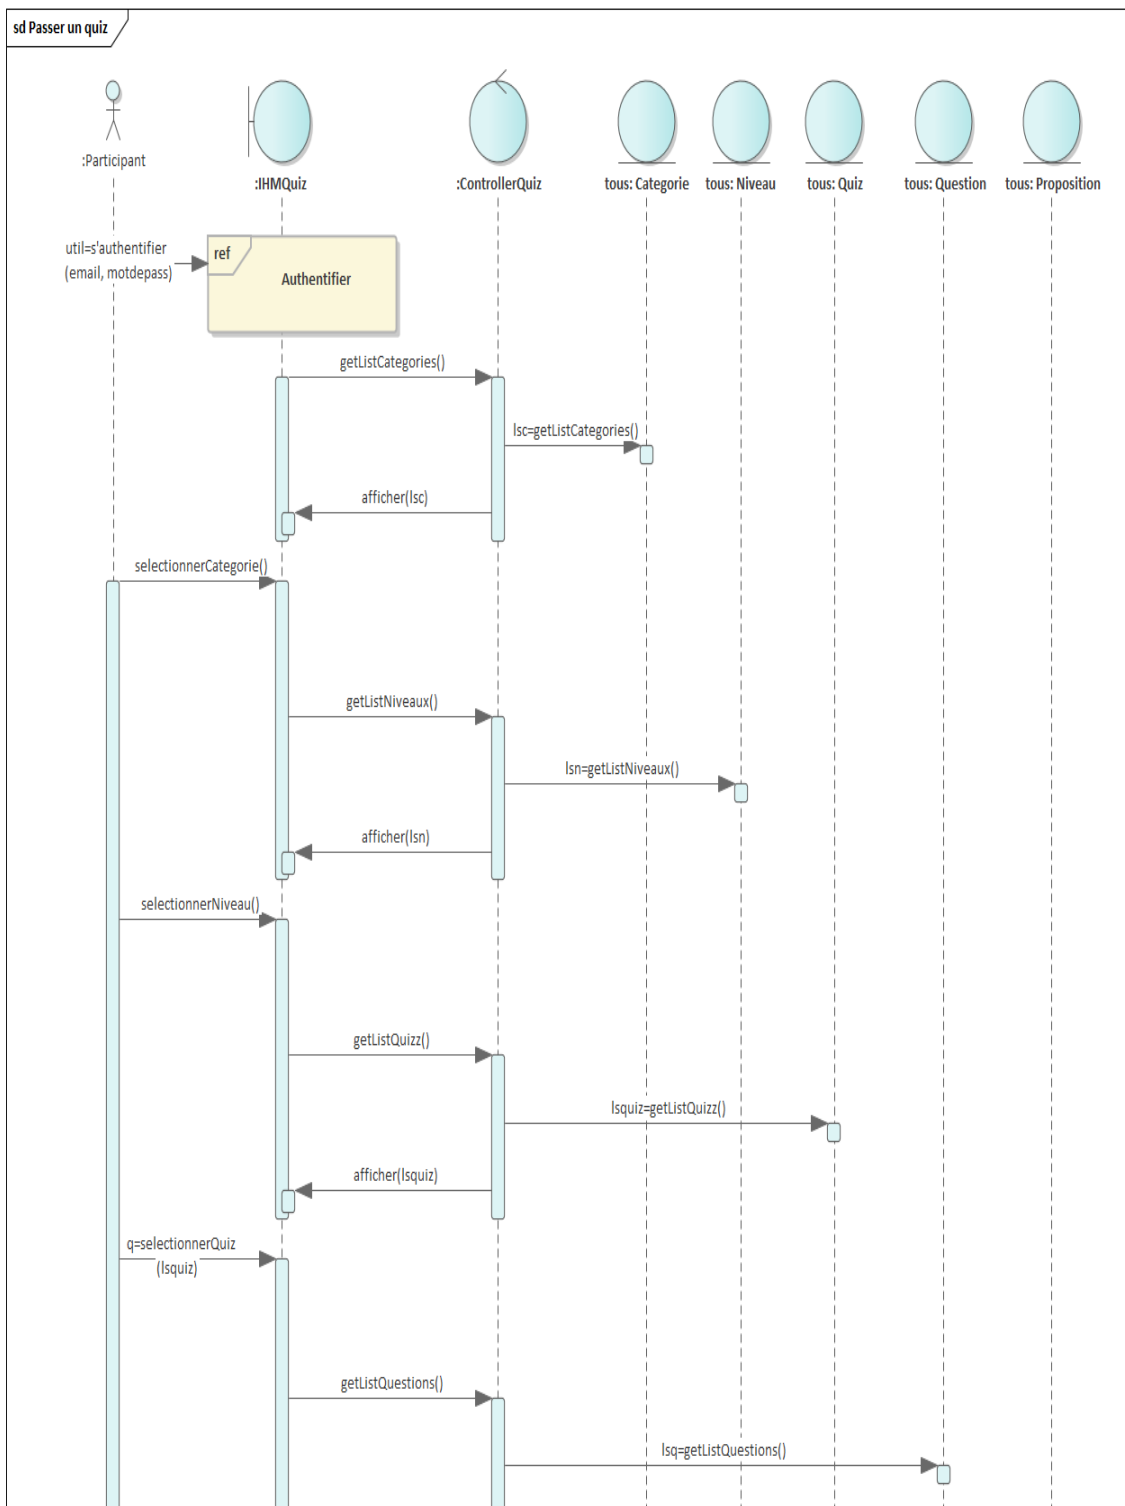 sd Passer un quiz
:Participant
:IHMQuiz
:ControllerQuiz
tous: Categorie
tous: Niveau
tous: Quiz
tous: Question
tous: Proposition
util=s'authentifier
(email, motdepass)
ref
Authentifier
getListCategories()
lsc=getListCategories()
afficher(lsc)
selectionnerCategorie()
getListNiveaux()
lsn=getListNiveaux()
afficher(lsn)
selectionnerNiveau()
getListQuizz()
lsquiz=getListQuizz()
afficher(lsquiz)
q=selectionnerQuiz
(lsquiz)
getListQuestions()
lsq=getListQuestions()